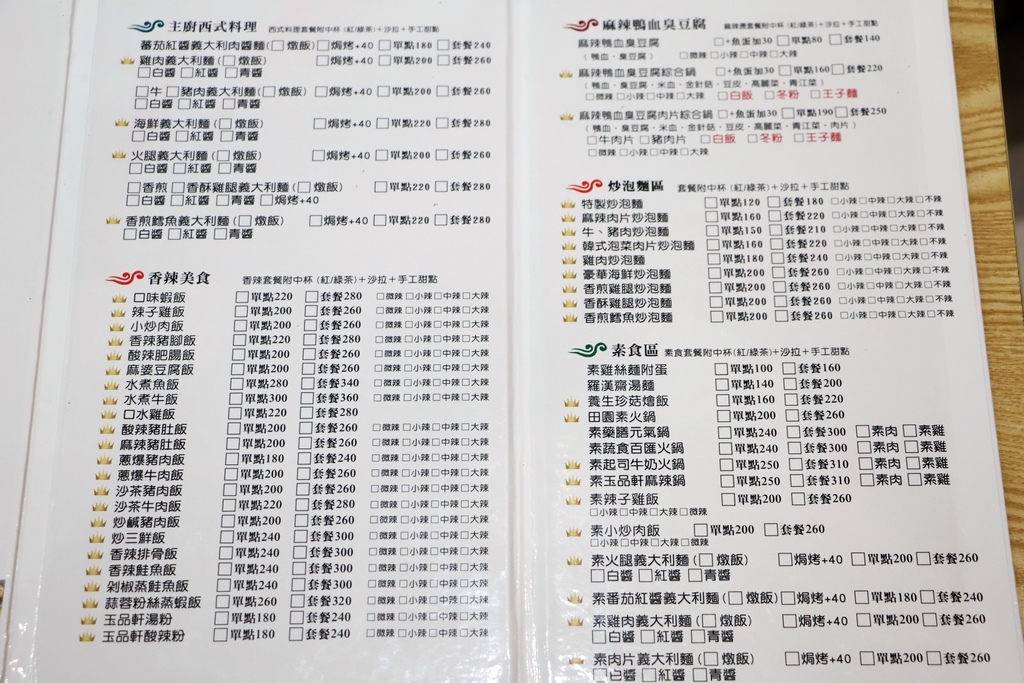 主廚西式料理 西式料理套餐附中杯(紅/綠茶)+沙拉+手工甜點
蕃茄紅醬義大利肉醬麵(□燉飯) □焗烤+40 □單點180 □套餐240
雞肉義大利麵(□燉飯) □焗烤+40 □單點200 □套餐260
□白醬 □紅醬 □青醬
□牛 □豬肉義大利麵(□燉飯) □焗烤+40 □單點200 □套餐260
□白醬 □紅醬 □青醬
海鮮義大利麵(□燉飯) □焗烤+40 □單點220 □套餐280
□白醬 □紅醬 □青醬
火腿義大利麵(□燉飯) □焗烤+40 □單點200 □套餐260
□白醬 □紅醬 □青醬
□香煎 □香酥雞腿義大利麵(□燉飯) □單點220 □套餐280
□白醬 □紅醬 □青醬 □焗烤+40
香煎鱈魚義大利麵(□燉飯) □焗烤+40 □單點220 □套餐280
□白醬 □紅醬 □青醬
香辣美食 香辣套餐附中杯(紅/綠茶)+沙拉+手工甜點
口味蝦飯 □單點220 □套餐280 □微辣□小辣□中辣□大辣
辣子雞飯 □單點200 □套餐260 □微辣□小辣□中辣□大辣
小炒肉飯 □單點200 □套餐260 □微辣□小辣□中辣□大辣
香辣豬腳飯 □單點220 □套餐280 □微辣□小辣□中辣□大辣
酸辣肥腸飯 □單點200 □套餐260 □微辣□小辣□中辣□大辣
麻婆豆腐飯 □單點200 □套餐260 □微辣□小辣□中辣□大辣
水煮魚飯 □單點280 □套餐340 □微辣□小辣□中辣□大辣
水煮牛飯 □單點300 □套餐360 □微辣□小辣□中辣□大辣
口水雞飯 □單點220 □套餐280
酸辣豬肚飯 □單點200 □套餐260 □微辣□小辣□中辣□大辣
麻辣豬肚飯 □單點200 □套餐260 □微辣□小辣□中辣□大辣
蔥爆豬肉飯 □單點180 □套餐240 □微辣□小辣□中辣□大辣
蔥爆牛肉飯 □單點200 □套餐260 □微辣□小辣□中辣□大辣
沙茶豬肉飯 □單點200 □套餐260 □微辣□小辣□中辣□大辣
沙茶牛肉飯 □單點220 □套餐280 □微辣□小辣□中辣□大辣
炒鹹豬肉飯 □單點200 □套餐260 □微辣□小辣□中辣□大辣
炒三鮮飯 □單點240 □套餐300 □微辣□小辣□中辣□大辣
香辣排骨飯 □單點240 □套餐300 □微辣□小辣□中辣□大辣
香辣鮭魚飯 □單點240 □套餐300 □微辣□小辣□中辣□大辣
剁椒蒸鮭魚飯 □單點240 □套餐300 □微辣□小辣□中辣□大辣
蒜蓉粉絲蒸蝦飯 □單點260 □套餐320 □微辣□小辣□中辣□大辣
玉品軒湯粉 □單點180 □套餐240 □微辣□小辣□中辣□大辣
玉品軒酸辣粉 □單點180 □套餐240 □微辣□小辣□中辣□大辣
麻辣鴨血臭豆腐 麻辣燙套餐附中杯(紅/綠茶)+沙拉+手工甜點
麻辣鴨血臭豆腐 □+魚蛋加30 □單點80 □套餐140
(鴨血、臭豆腐) □微辣□小辣□中辣□大辣
麻辣鴨血臭豆腐綜合鍋 □+魚蛋加30 □單點160 □套餐220
(鴨血、臭豆腐、米血、金針菇、豆皮、高麗菜、青江菜)
□微辣□小辣□中辣□大辣 □白飯 □冬粉 □王子麵
麻辣鴨血臭豆腐肉片綜合鍋 □+魚蛋加30 □單點190 □套餐250
(鴨血、臭豆腐、米血、金針菇、豆皮、高麗菜、青江菜、肉片)
□牛肉片 □豬肉片 □白飯 □冬粉 □王子麵
□微辣□小辣□中辣□大辣
炒泡麵區 套餐附中杯(紅/綠茶)+沙拉+手工甜點
特製炒泡麵 □單點120 □套餐180 □小辣□中辣□大辣□不辣
麻辣肉片炒泡麵 □單點160 □套餐220 □小辣□中辣□大辣□不辣
牛、豬肉炒泡麵 □單點150 □套餐210 □小辣□中辣□大辣□不辣
韓式泡菜肉片炒泡麵 □單點160 □套餐220 □小辣□中辣□大辣□不辣
雞肉炒泡麵 □單點180 □套餐240 □小辣□中辣□大辣□不辣
豪華海鮮炒泡麵 □單點200 □套餐260 □小辣□中辣□大辣□不辣
香煎雞腿炒泡麵 □單點200 □套餐260 □小辣□中辣□大辣□不辣
香酥雞腿炒泡麵 □單點200 □套餐260 □小辣□中辣□大辣□不辣
香煎鱈魚炒泡麵 □單點200 □套餐260 □小辣□中辣□大辣□不辣
素食區 素食套餐附中杯(紅/綠茶)+沙拉+手工甜點
素雞絲麵附蛋 □單點100 □套餐160
羅漢齋湯麵 □單點140 □套餐200
養生珍菇燴飯 □單點160 □套餐220
田園素火鍋 □單點200 □套餐260
素藥膳元氣鍋 □單點240 □套餐300 □素肉 □素雞
素蔬食百匯火鍋 □單點240 □套餐300 □素肉 □素雞
素起司牛奶火鍋 □單點250 □套餐310 □素肉 □素雞
素玉品軒麻辣鍋 □單點250 □套餐310 □素肉 □素雞
素辣子雞飯 □單點200 □套餐260
□小辣□中辣□大辣□微辣
素小炒肉飯 □單點200 □套餐260
□小辣□中辣□大辣□微辣
素火腿義大利麵(□燉飯) □焗烤+40 □單點200 □套餐260
□白醬 □紅醬 □青醬
素番茄紅醬義大利麵(□燉飯) □焗烤+40 □單點180 □套餐240
素雞肉義大利麵(□燉飯) □焗烤+40 □單點200 □套餐260
□白醬 □紅醬 □青醬
素肉片義大利麵(□燉飯) □焗烤+40 □單點200 □套餐260
□白醬 □紅醬 □青醬